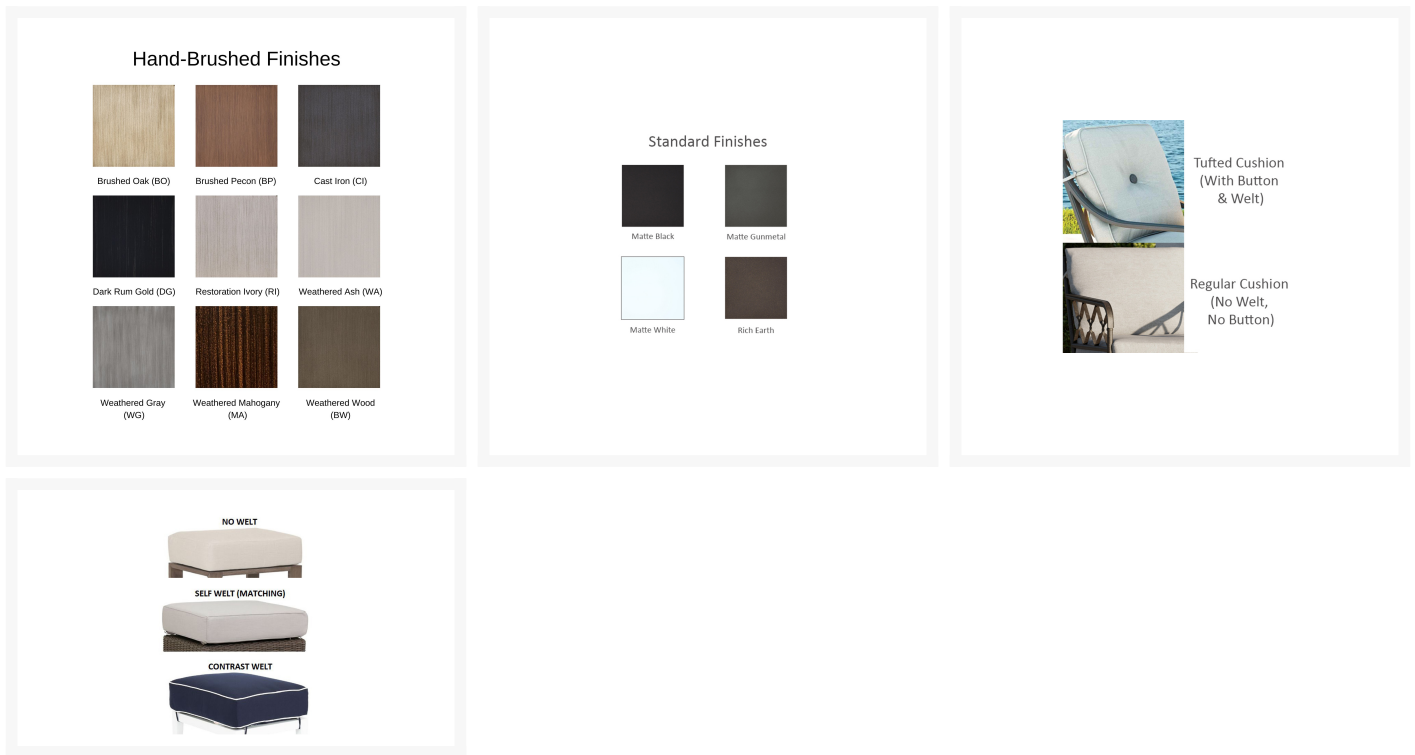 Hand-Brushed Finishes
Brushed Oak (BO)
Brushed Pecon (BP)
Cast Iron (CI)
Dark Rum Gold (DG)
Restoration Ivory (RI)
Weathered Ash (WA)
Weathered Gray
(WG)
Weathered Mahogany
(MA)
Weathered Wood
(BW)
Standard Finishes
Matte Black
Matte Gunmetal
Matte White
Rich Earth
Tufted Cushion
(With Button
& Welt)
Regular Cushion
(No Welt,
No Button)
NO WELT
SELF WELT (MATCHING)
CONTRAST WELT